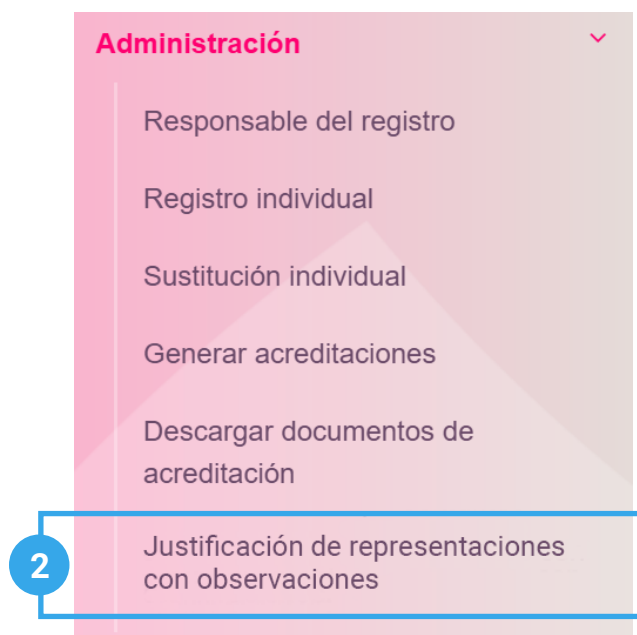 Administración
Responsable del registro
Registro individual
Sustitución individual
Generar acreditaciones
Descargar documentos de
acreditación
2
Justificación de representaciones
con observaciones